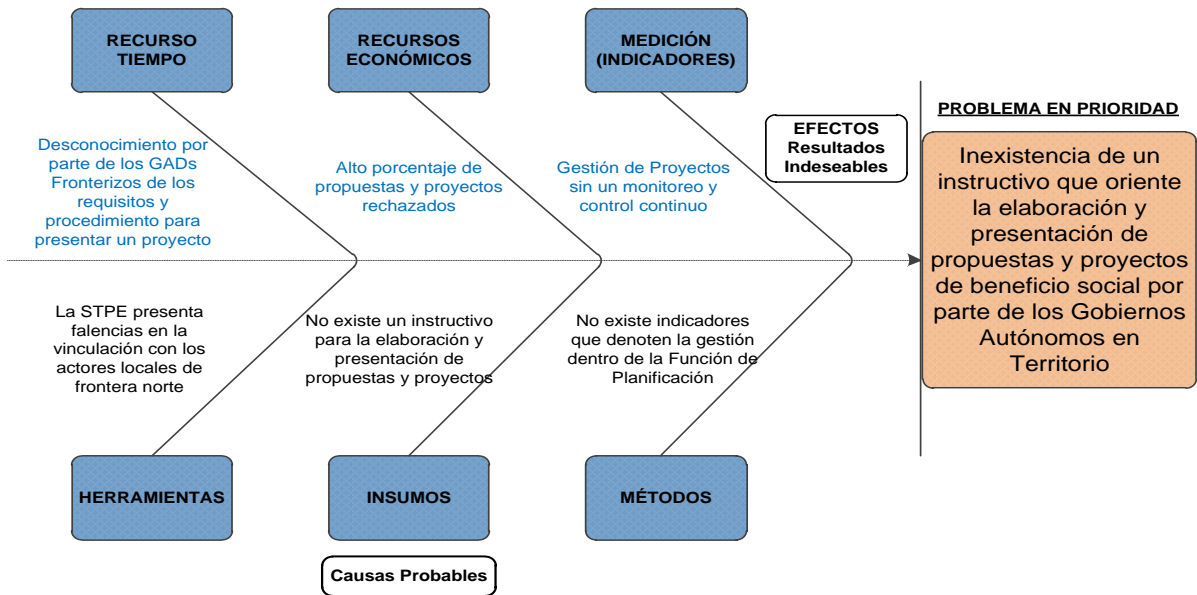 RECURSO
TIEMPO
RECURSOS
ECONÓMICOS
MEDICIÓN
(INDICADORES)
PROBLEMA EN PRIORIDAD
EFECTOS
Resultados
Indeseables
Desconocimiento por
parte de los GADs
Fronterizos de los
requisitos y
procedimiento para
presentar un proyecto
Alto porcentaje de
propuestas y proyectos
rechazados
Gestión de Proyectos
sin un monitoreo y
control continuo
Inexistencia de un
instructivo que oriente
la elaboración y
presentación de
propuestas y proyectos
de beneficio social por
parte de los Gobiernos
Autónomos en
Territorio
La STPE presenta
falencias en la
vinculación con los
actores locales de
frontera norte
No existe un instructivo
para la elaboración y
presentación de
propuestas y proyectos
No existe indicadores
que denoten la gestión
dentro de la Función de
Planificación
HERRAMIENTAS
INSUMOS
MÉTODOS
Causas Probables